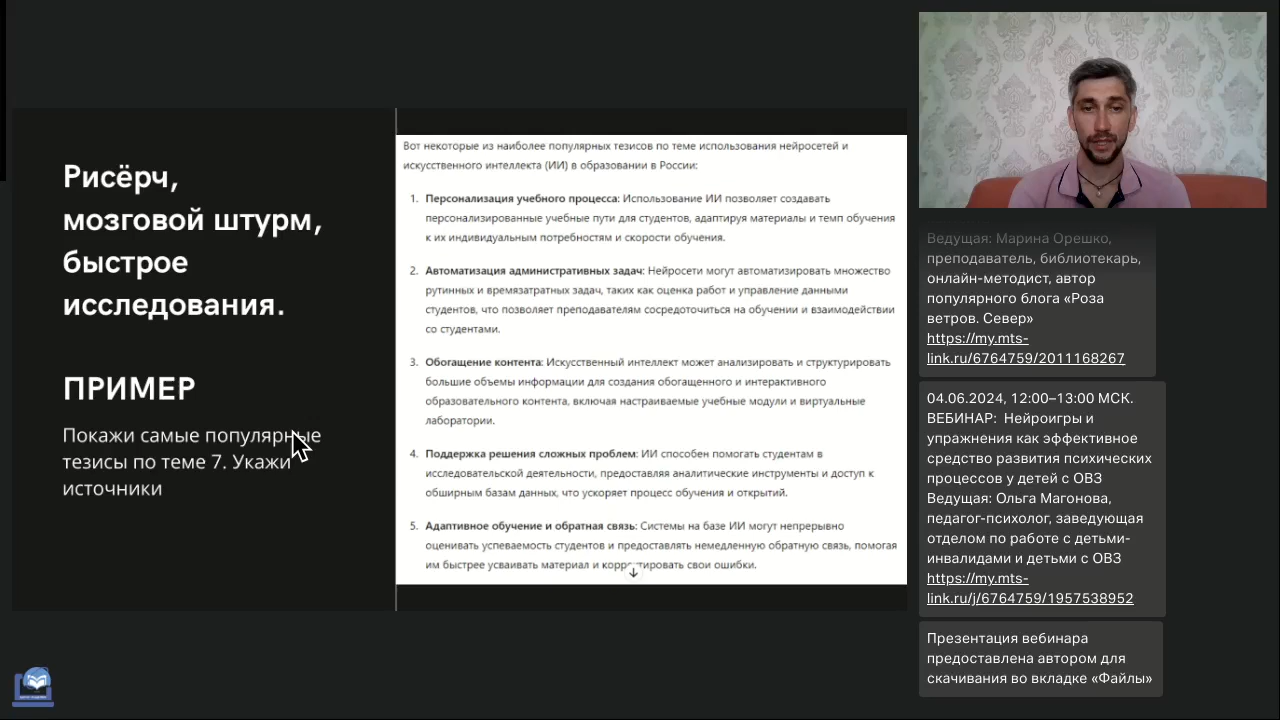 Рисёрч,
мозговой штурм,
быстрое
исследования.
ПРИМЕР
Покажи самые популярные
тезисы по теме 7. Укажи
источники
Вот некоторые из наиболее популярных тезисов по теме использования нейросетей и
искусственного интеллекта (ИИ) в образовании в России:
1. Персонализация учебного процесса: Использование ИИ позволяет создавать
персонализированные учебные пути для студентов, адаптируя материалы и темп обучения
к их индивидуальным потребностям и скорости обучения.
2. Автоматизация административных задач: Нейросети могут автоматизировать множество
рутинных и времязатратных задач, таких как оценка работ и управление данными
студентов, что позволяет преподавателям сосредоточиться на обучении и взаимодействии
со студентами.
3. Обогащение контента: Искусственный интеллект может анализировать и структурировать
большие объемы информации для создания обогащенного и интерактивного
образовательного контента, включая настраиваемые учебные модули и виртуальные
лаборатории.
4. Поддержка решения сложных проблем: ИИ способен помогать студентам в
исследовательской деятельности, предоставляя аналитические инструменты и доступ к
обширным базам данных, что ускоряет процесс обучения и открытий.
5. Адаптивное обучение и обратная связь: Системы на базе ИИ могут непрерывно
оценивать успеваемость студентов и предоставлять немедленную обратную связь, помогая
им быстрее усваивать материал и корректировать свои ошибки.
Ведущая: Марина Орешко,
преподаватель, библиотекарь,
онлайн-методист, автор
популярного блога «Роза
ветров. Север»
https://my.mts-
link.ru/6764759/2011168267
04.06.2024, 12:00–13:00 МСК.
ВЕБИНАР: Нейроигры и
упражнения как эффективное
средство развития психических
процессов у детей с ОВЗ
Ведущая: Ольга Магонова,
педагог-психолог, заведующая
отделом по работе с детьми-
инвалидами и детьми с ОВЗ
https://my.mts-
link.ru/j/6764759/1957538952
Презентация вебинара
предоставлена автором для
скачивания во вкладке «Файлы»